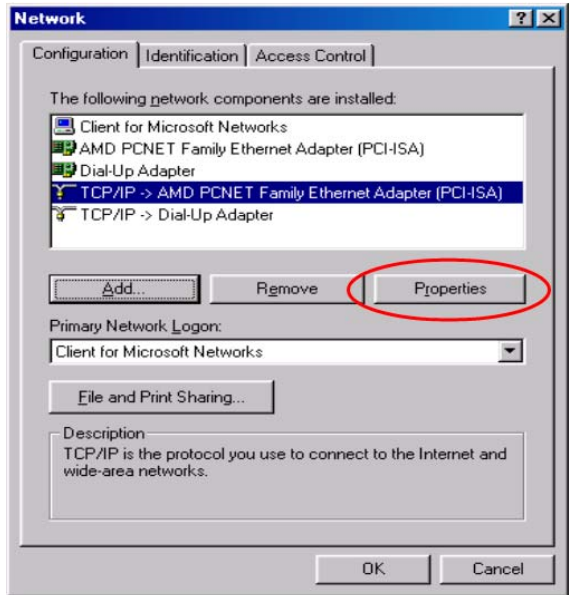 Network
Configuration Identification Access Control
The following network components are installed:
Client for Microsoft Networks
AMD PCNET Family Ethernet Adapter (PCI-ISA)
Dial-Up Adapter
TCP/IP -> AMD PCNET Family Ethernet Adapter (PCI-ISA)
TCP/IP -> Dial-Up Adapter
Add... Remove Properties
Primary Network Logon:
Client for Microsoft Networks
File and Print Sharing...
Description
TCP/IP is the protocol you use to connect to the Internet and
wide-area networks.
OK Cancel